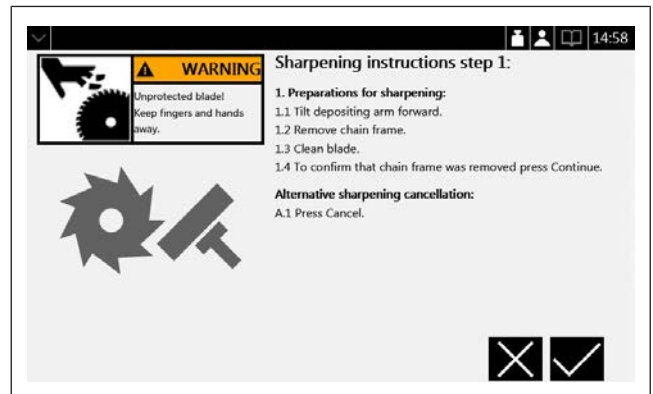 14:58
WARNING
Unprotected blade!
Keep fingers and hands
away.
Sharpening instructions step 1:
1. Preparations for sharpening:
1.1 Tilt depositing arm forward.
1.2 Remove chain frame.
1.3 Clean blade.
1.4 To confirm that chain frame was removed press Continue.
Alternative sharpening cancellation:
A.1 Press Cancel.